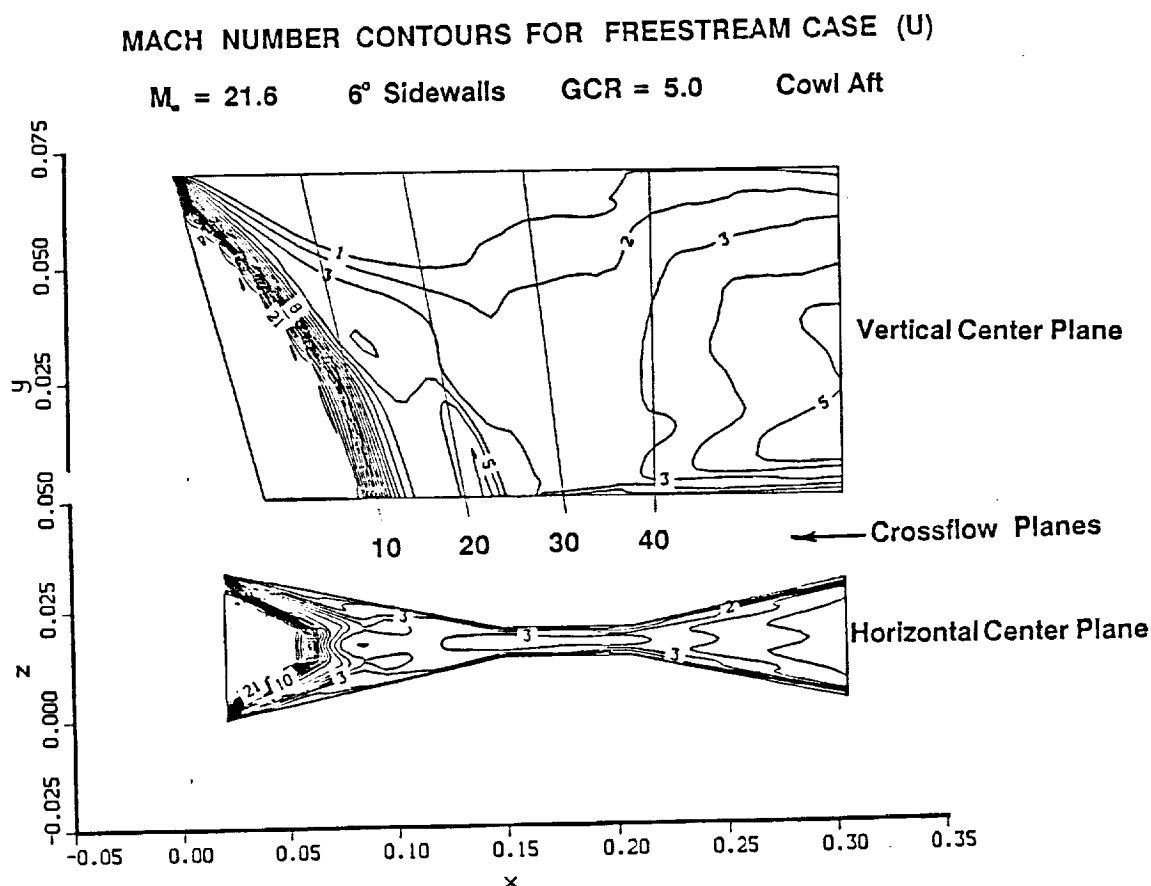 MACH NUMBER CONTOURS FOR FREESTREAM CASE (U)
M∞ = 21.6 6° Sidewalls GCR = 5.0 Cowl Aft
0.075
0.050
0.025
y
1
3
2
3
8
21
5
5
3
Vertical Center Plane
10 20 30 40
Crossflow Planes
0.050
0.025
0.000
-0.025
z
3
3
2
3
21
10
3
Horizontal Center Plane
-0.05 0.00 0.05 0.10 0.15 0.20 0.25 0.30 0.35
x